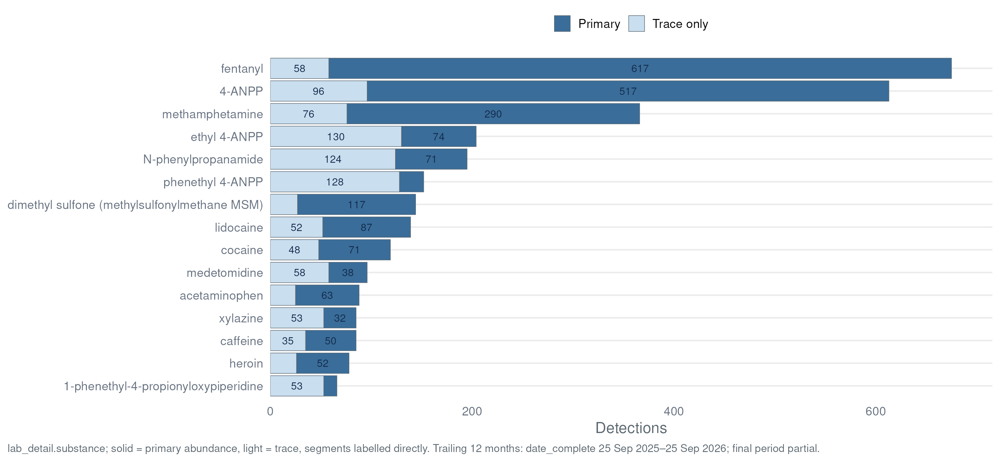 Primary Trace only
fentanyl 58 617
4-ANPP 96 517
methamphetamine 76 290
ethyl 4-ANPP 130 74
N-phenylpropanamide 124 71
phenethyl 4-ANPP 128
dimethyl sulfone (methylsulfonylmethane MSM) 117
lidocaine 52 87
cocaine 48 71
medetomidine 58 38
acetaminophen 63
xylazine 53 32
caffeine 35 50
heroin 52
1-phenethyl-4-propionyloxypiperidine 53
0 200 400 600
Detections
lab_detail.substance; solid = primary abundance, light = trace, segments labelled directly. Trailing 12 months: date_complete 25 Sep 2025–25 Sep 2026; final period partial.